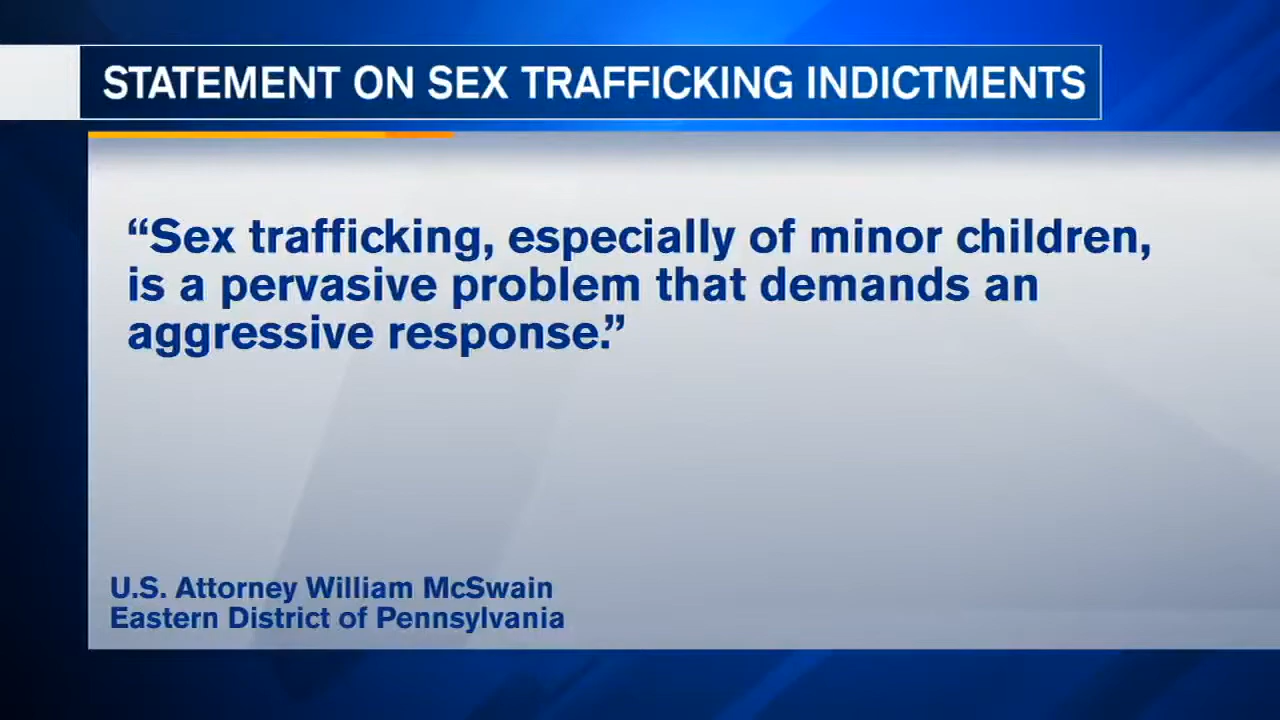 STATEMENT ON SEX TRAFFICKING INDICTMENTS
“Sex trafficking, especially of minor children,
is a pervasive problem that demands an
aggressive response.”
U.S. Attorney William McSwain
Eastern District of Pennsylvania